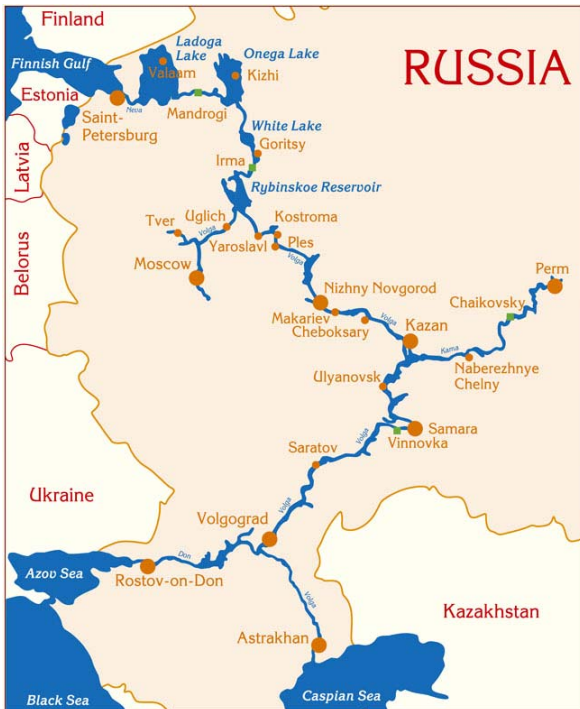 Finland
Ladoga
Lake
Onega Lake
RUSSIA
Finnish Gulf
Valaam
Kizhi
Estonia
Saint-
Petersburg
Neva
Mandrogi
White Lake
Goritsy
Irma
Latvia
Rybinskoe Reservoir
Tver
Uglich
Volga
Kostroma
Yaroslavl
Ples
Volga
Belorus
Moscow
Nizhny Novgorod
Perm
Chaikovsky
Makariev
Cheboksary
Volga
Kazan
Kama
Naberezhnye
Chelny
Ulyanovsk
Samara
Vinnovka
Volga
Saratov
Ukraine
Volga
Volgograd
Don
Azov Sea
Rostov-on-Don
Volga
Kazakhstan
Astrakhan
Black Sea
Caspian Sea